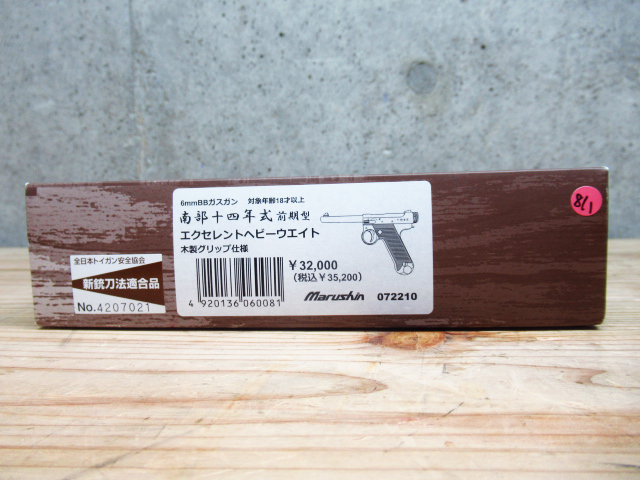 6mmBBガスガン 対象年齢18才以上
南部十四年式 前期型
エクセレントヘビーウエイト
木製グリップ仕様
¥32,000
(税込¥35,200)
4 920136 060081
Marushin 072210
全日本トイガン安全協会
新銃刀法適合品
No.4207021
178